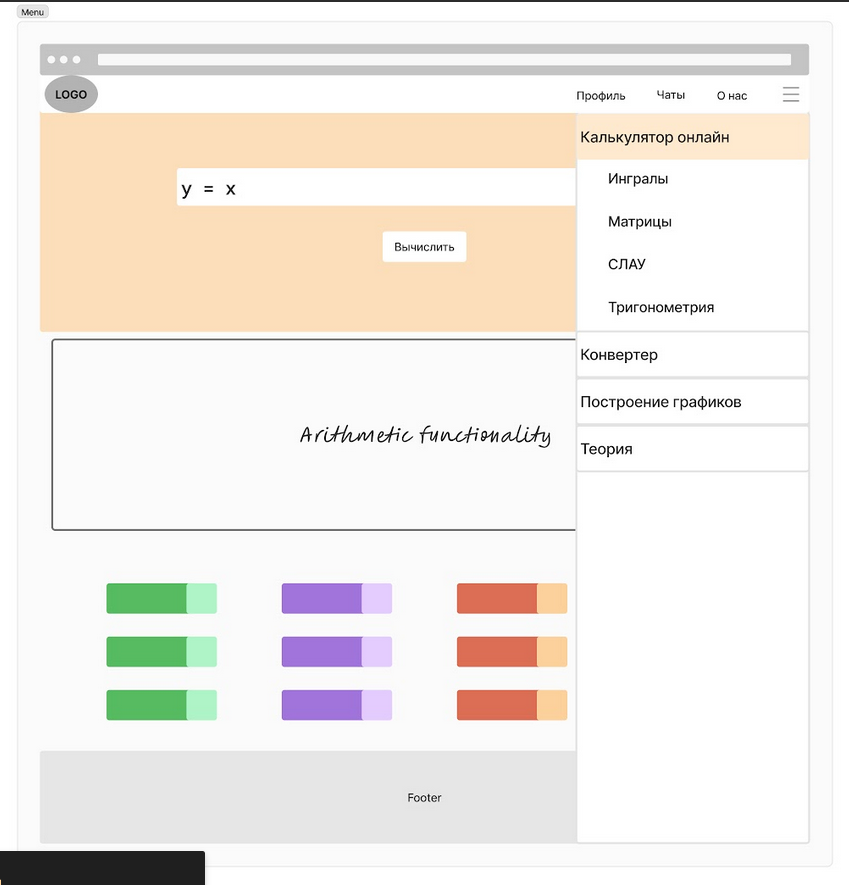 Menu
LOGO
Профиль Чаты О нас
Калькулятор онлайн
y = x
Ингралы
Матрицы
Вычислить
СЛАУ
Тригонометрия
Конвертер
Построение графиков
Arithmetic functionality
Теория
Footer